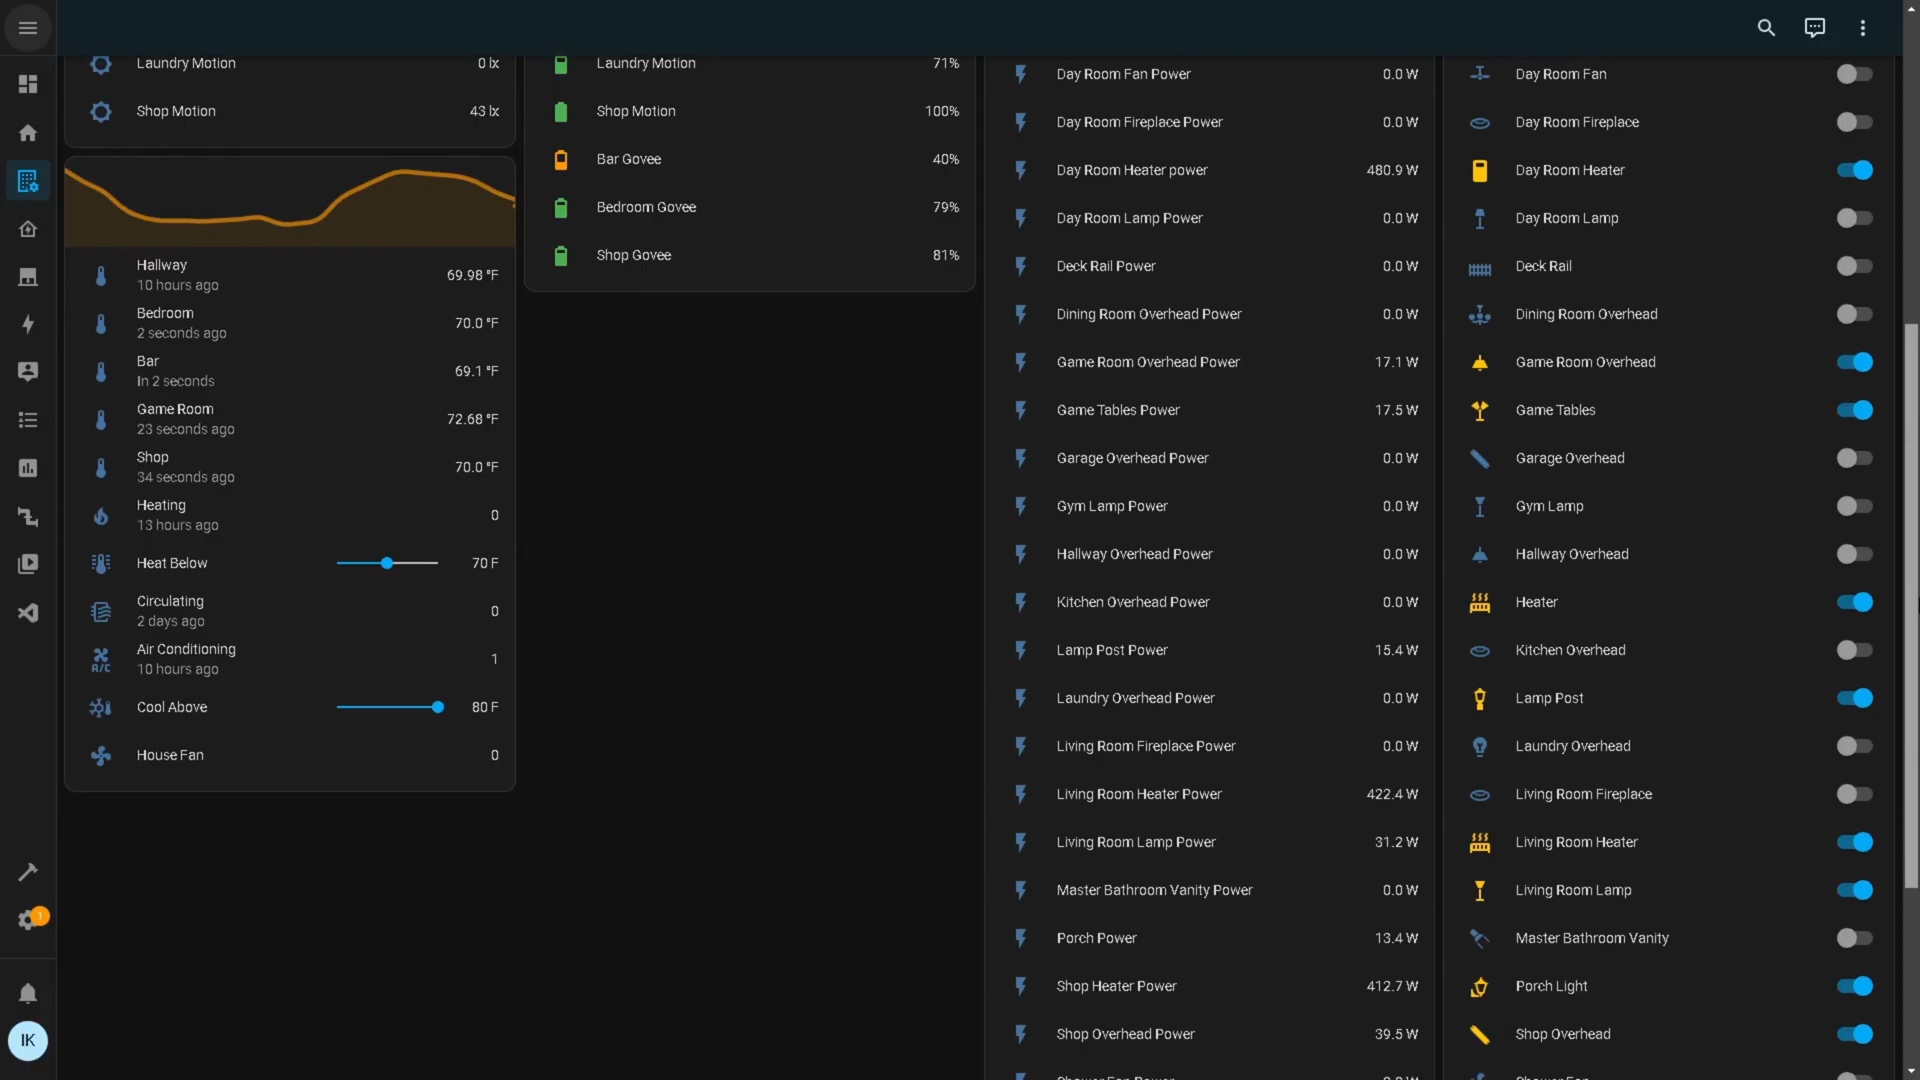 Laundry Motion 0 lx
Shop Motion 43 lx
Hallway
10 hours ago
69.98 °F
Bedroom
2 seconds ago
70.0 °F
Bar
In 2 seconds
69.1 °F
Game Room
23 seconds ago
72.68 °F
Shop
34 seconds ago
70.0 °F
Heating
13 hours ago
0
Heat Below 70 F
Circulating
2 days ago
0
Air Conditioning
10 hours ago
1
A/C
Cool Above 80 F
House Fan 0
1
IK
Laundry Motion 71%
Shop Motion 100%
Bar Govee 40%
Bedroom Govee 79%
Shop Govee 81%
Day Room Fan Power 0.0 W
Day Room Fireplace Power 0.0 W
Day Room Heater power 480.9 W
Day Room Lamp Power 0.0 W
Deck Rail Power 0.0 W
Dining Room Overhead Power 0.0 W
Game Room Overhead Power 17.1 W
Game Tables Power 17.5 W
Garage Overhead Power 0.0 W
Gym Lamp Power 0.0 W
Hallway Overhead Power 0.0 W
Kitchen Overhead Power 0.0 W
Lamp Post Power 15.4 W
Laundry Overhead Power 0.0 W
Living Room Fireplace Power 0.0 W
Living Room Heater Power 422.4 W
Living Room Lamp Power 31.2 W
Master Bathroom Vanity Power 0.0 W
Porch Power 13.4 W
Shop Heater Power 412.7 W
Shop Overhead Power 39.5 W
Day Room Fan
Day Room Fireplace
Day Room Heater
Day Room Lamp
Deck Rail
Dining Room Overhead
Game Room Overhead
Game Tables
Garage Overhead
Gym Lamp
Hallway Overhead
Heater
Kitchen Overhead
Lamp Post
Laundry Overhead
Living Room Fireplace
Living Room Heater
Living Room Lamp
Master Bathroom Vanity
Porch Light
Shop Overhead